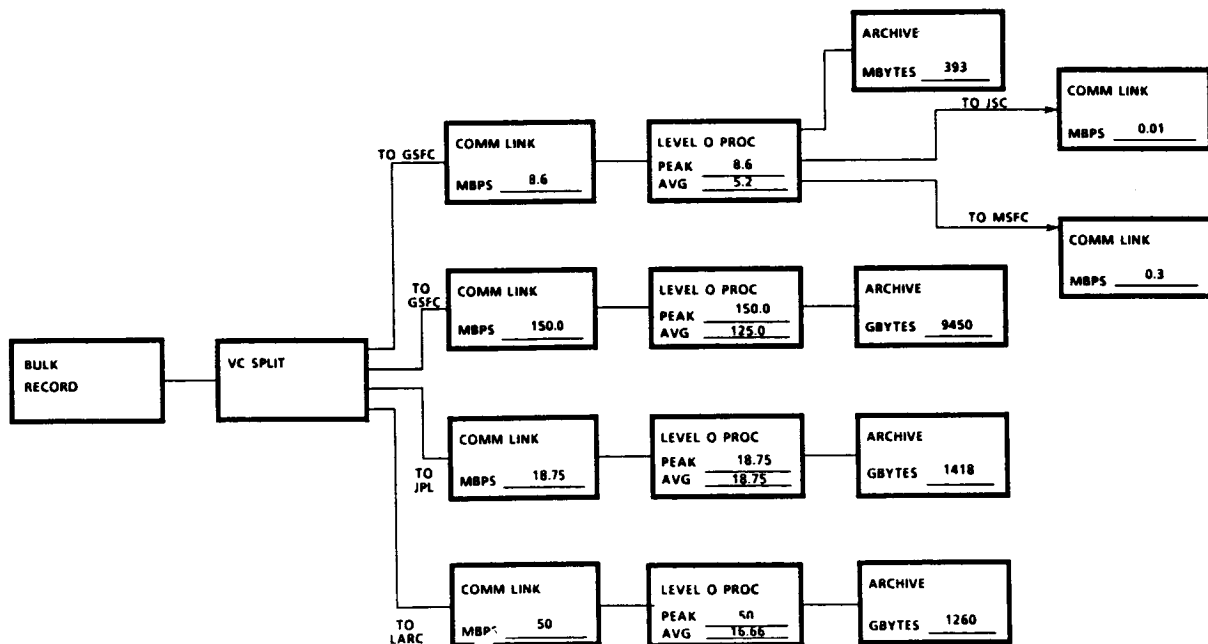 ARCHIVE
MBYTES 393
TO JSC
COMM LINK
MBPS 0.01
TO GSFC
COMM LINK
MBPS 8.6
LEVEL O PROC
PEAK 8.6
AVG 5.2
TO MSFC
COMM LINK
MBPS 0.3
TO
GSFC
COMM LINK
MBPS 150.0
LEVEL O PROC
PEAK 150.0
AVG 125.0
ARCHIVE
GBYTES 9450
BULK
RECORD
VC SPLIT
TO
JPL
COMM LINK
MBPS 18.75
LEVEL O PROC
PEAK 18.75
AVG 18.75
ARCHIVE
GBYTES 1418
TO
LARC
COMM LINK
MBPS 50
LEVEL O PROC
PEAK 50
AVG 16.66
ARCHIVE
GBYTES 1260